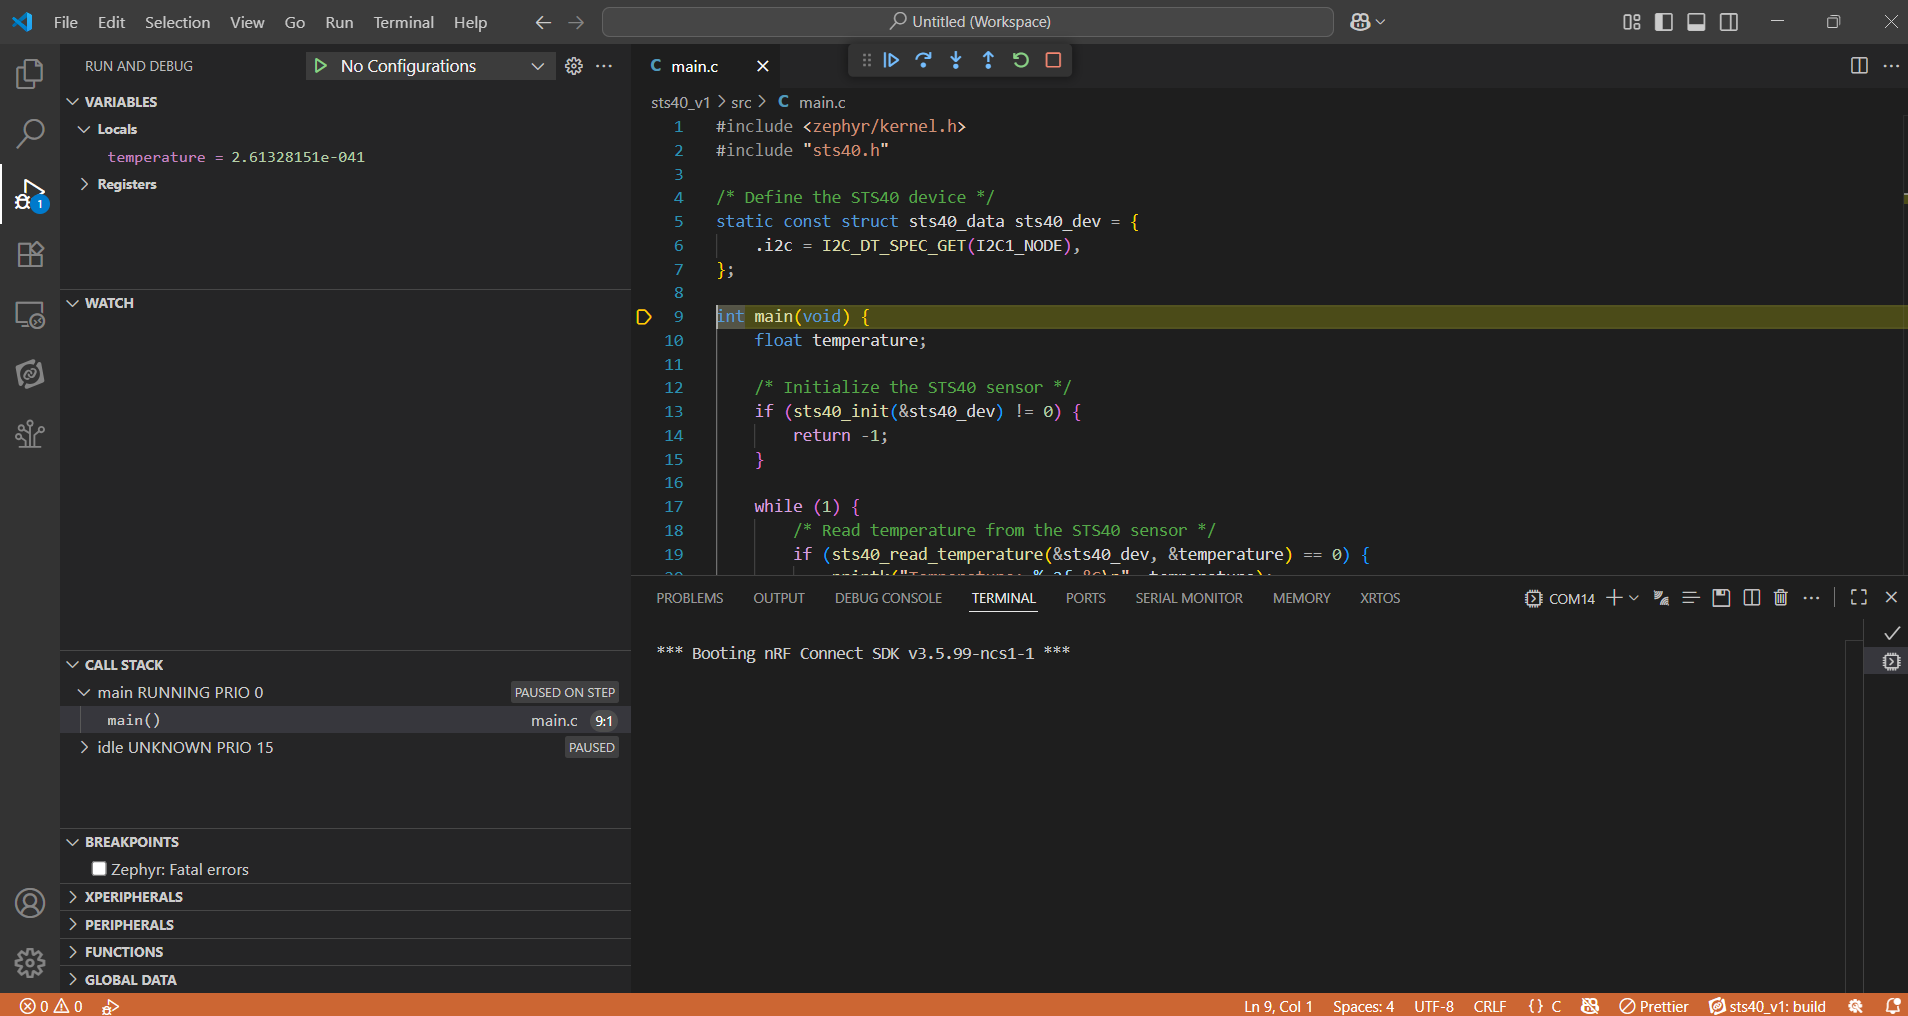 File Edit Selection View Go Run Terminal Help
Untitled (Workspace)
RUN AND DEBUG
No Configurations
VARIABLES
Locals
temperature = 2.61328151e-041
Registers
WATCH
CALL STACK
main RUNNING PRIO 0 PAUSED ON STEP
main() main.c 9:1
idle UNKNOWN PRIO 15 PAUSED
BREAKPOINTS
Zephyr: Fatal errors
XPERIPHERALS
PERIPHERALS
FUNCTIONS
GLOBAL DATA
1
C main.c
sts40_v1 > src > C main.c
1 #include <zephyr/kernel.h>
2 #include "sts40.h"
3
4 /* Define the STS40 device */
5 static const struct sts40_data sts40_dev = {
6 .i2c = I2C_DT_SPEC_GET(I2C1_NODE),
7 };
8
9 int main(void) {
10 float temperature;
11
12 /* Initialize the STS40 sensor */
13 if (sts40_init(&sts40_dev) != 0) {
14 return -1;
15 }
16
17 while (1) {
18 /* Read temperature from the STS40 sensor */
19 if (sts40_read_temperature(&sts40_dev, &temperature) == 0) {
PROBLEMS OUTPUT DEBUG CONSOLE TERMINAL PORTS SERIAL MONITOR MEMORY XRTOS
COM14
*** Booting nRF Connect SDK v3.5.99-ncs1-1 ***
0 0
Ln 9, Col 1 Spaces: 4 UTF-8 CRLF {} C Prettier sts40_v1: build